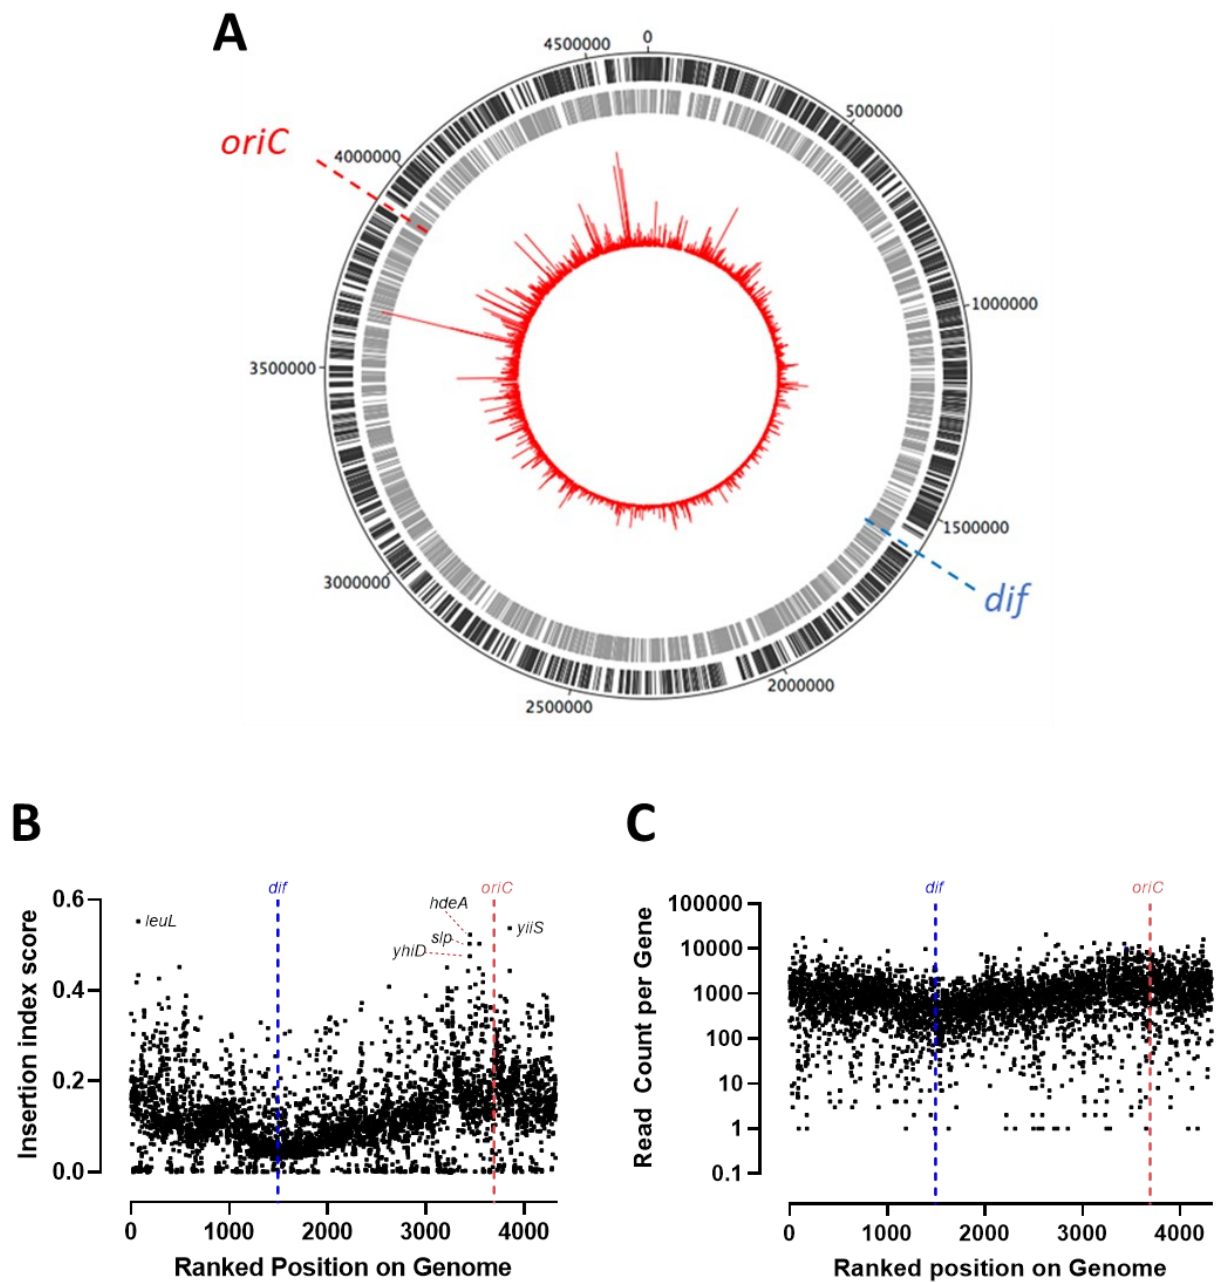 A
0
4500000
500000
oriC
4000000
1000000
3500000
1500000
dif
3000000
2000000
2500000
B
Insertion index score
0.6
0.4
0.2
0.0
dif
oriC
hdeA
leuL
slp
yiiS
yhiD
0
1000
2000
3000
4000
Ranked Position on Genome
C
Read Count per Gene
100000
10000
1000
100
10
1
0.1
dif
oriC
0
1000
2000
3000
4000
Ranked position on Genome